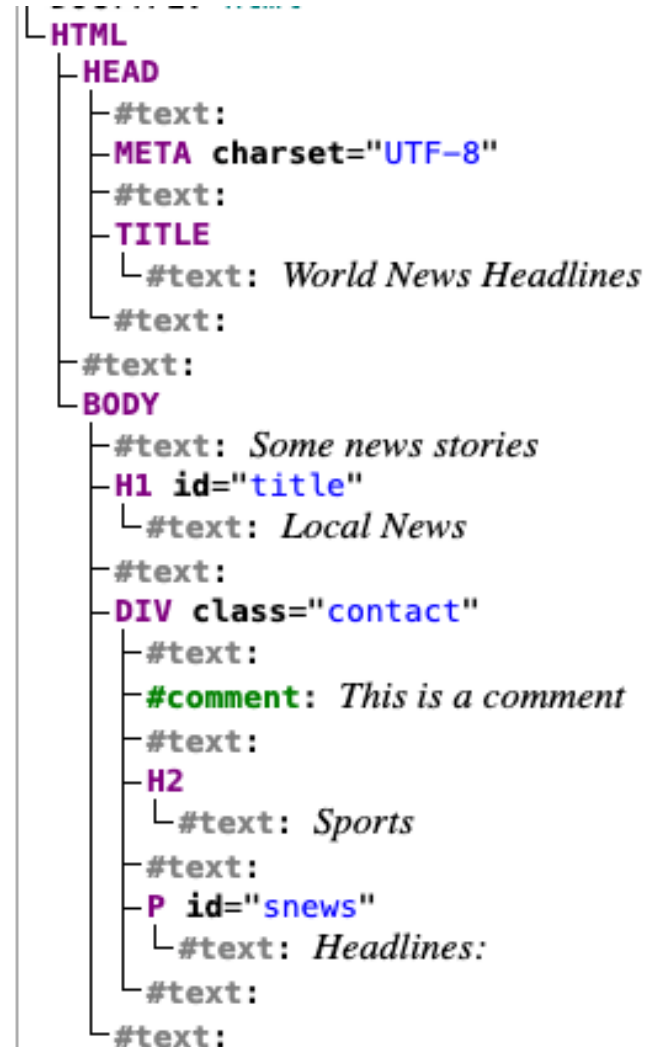 HTML
HEAD
#text:
META charset="UTF-8"
#text:
TITLE
#text: World News Headlines
#text:
#text:
BODY
#text: Some news stories
H1 id="title"
#text: Local News
#text:
DIV class="contact"
#text:
#comment: This is a comment
#text:
H2
#text: Sports
#text:
P id="snews"
#text: Headlines:
#text:
#text: